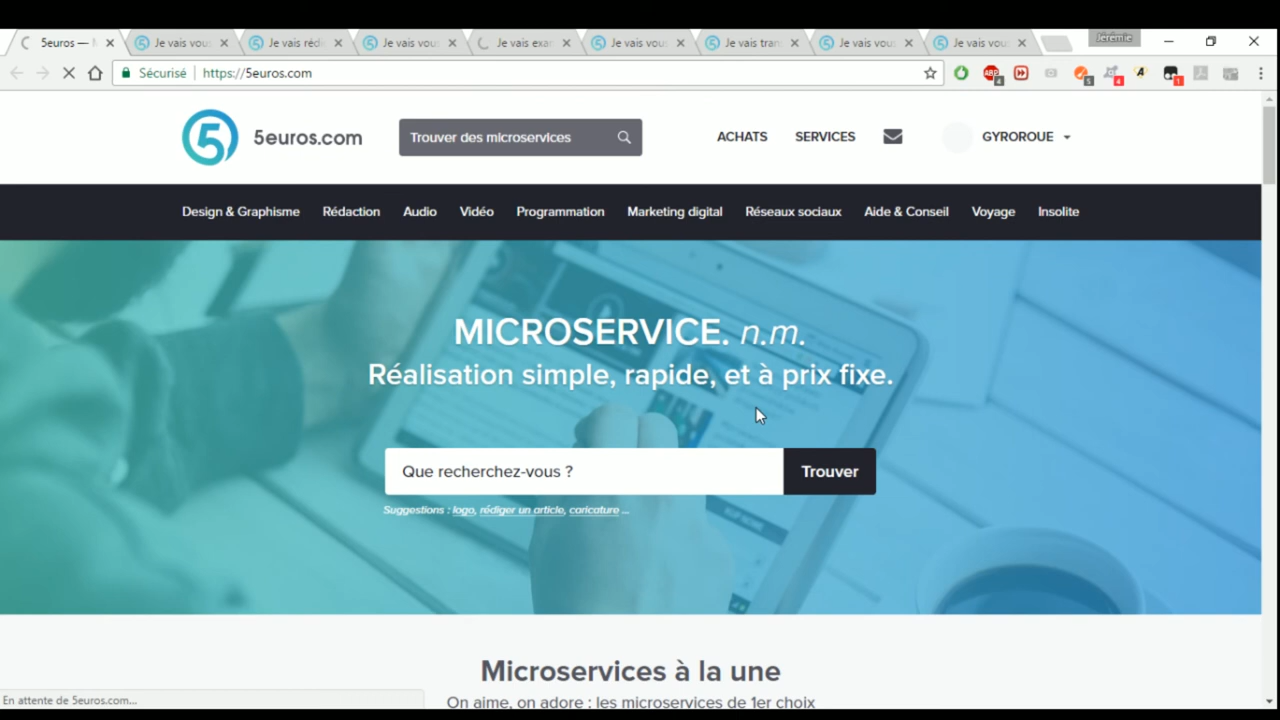 5euros —
Je vais vou
Je vais réd
Je vais vou
Je vais exa
Je vais vou
Je vais tran
Je vais vou
Je vais vou
Jérémie
Sécurisé
https://5euros.com
5
5euros.com
Trouver des microservices
ACHATS
SERVICES
GYROROUE
Design & Graphisme
Rédaction
Audio
Vidéo
Programmation
Marketing digital
Réseaux sociaux
Aide & Conseil
Voyage
Insolite
MICROSERVICE. n.m.
Réalisation simple, rapide, et à prix fixe.
Que recherchez-vous ?
Trouver
Suggestions : logo, rédiger un article, caricature ...
Microservices à la une
On aime, on adore : les microservices de 1er choix
En attente de 5euros.com...